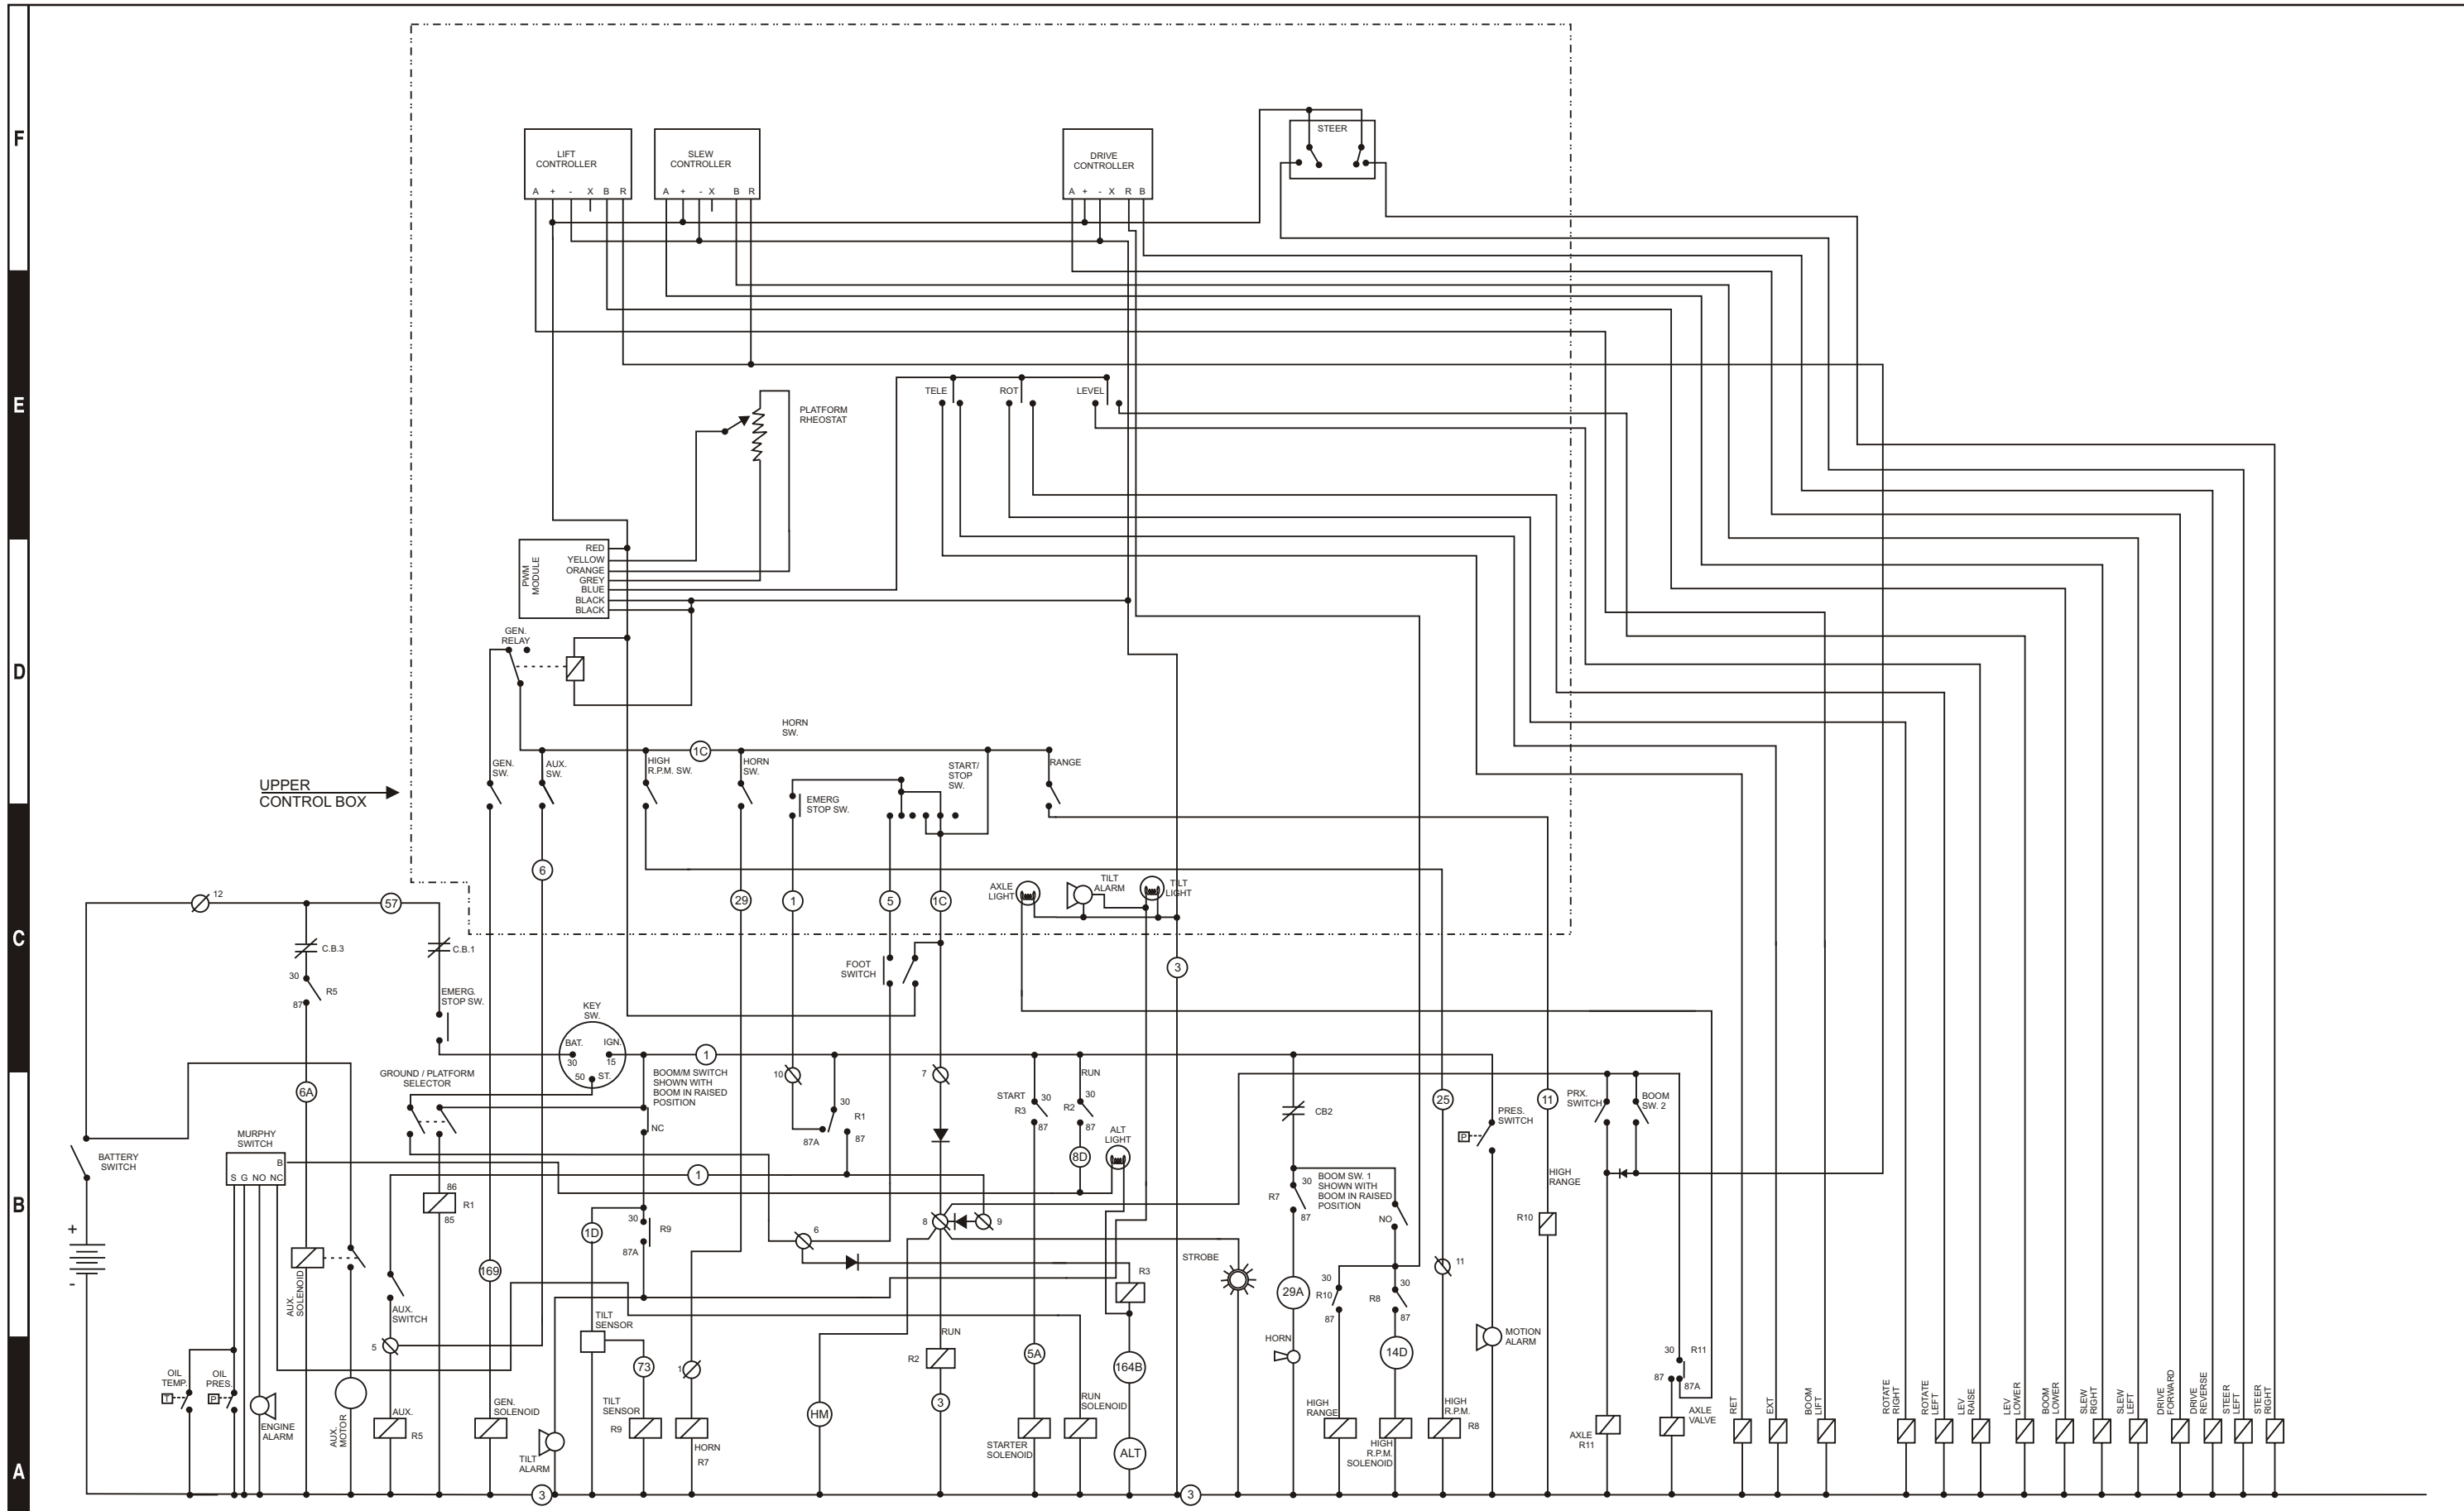 F
E
D
C
B
A
LIFT
CONTROLLER
A + - X B R
SLEW
CONTROLLER
A + - X B R
DRIVE
CONTROLLER
A + - X R B
STEER
TELE
ROT
LEVEL
PLATFORM
RHEOSTAT
PWM
MODULE
RED
YELLOW
ORANGE
GREY
BLUE
BLACK
BLACK
GEN.
RELAY
HORN
SW.
1C
GEN.
SW.
AUX.
SW.
HIGH
R.P.M. SW.
HORN
SW.
EMERG
STOP SW.
START/
STOP
SW.
RANGE
UPPER
CONTROL BOX
6
29
1
5
1C
AXLE
LIGHT
TILT
ALARM
TILT
LIGHT
12
57
C.B.3
C.B.1
30
R5
87
EMERG.
STOP SW.
FOOT
SWITCH
3
KEY
SW.
BAT.
30
IGN.
15
50
ST.
1
GROUND / PLATFORM
SELECTOR
BOOM/M SWITCH
SHOWN WITH
BOOM IN RAISED
POSITION
NC
10
30
R1
87A
87
7
START
R3
30
87
RUN
30
R2
87
8D
ALT
LIGHT
CB2
25
PRES.
SWITCH
P
11
PRX.
SWITCH
BOOM
SW. 2
6A
BATTERY
SWITCH
MURPHY
SWITCH
B
S G NO NC
86
R1
85
1
1D
30
R9
87A
6
8
9
R7
30
87
BOOM SW. 1
SHOWN WITH
BOOM IN RAISED
POSITION
NO
HIGH
RANGE
R10
+
-
AUX.
SOLENOID
169
AUX.
SWITCH
5
STROBE
R3
29A
30
R10
87
30
R8
87
11
TILT
SENSOR
73
1
RUN
R2
3
5A
164B
HORN
14D
MOTION
ALARM
30
R11
87
87A
OIL
TEMP.
T
OIL
PRES.
P
ENGINE
ALARM
AUX.
MOTOR
AUX.
R5
GEN.
SOLENOID
TILT
ALARM
TILT
SENSOR
R9
HORN
R7
HM
STARTER
SOLENOID
RUN
SOLENOID
ALT
HIGH
RANGE
HIGH
R.P.M.
SOLENOID
HIGH
R.P.M.
R8
AXLE
R11
AXLE
VALVE
RET
EXT
BOOM
LIFT
ROTATE
RIGHT
ROTATE
LEFT
LEV
RAISE
LEV
LOWER
BOOM
LOWER
SLEW
RIGHT
SLEW
LEFT
DRIVE
FORWARD
DRIVE
REVERSE
STEER
LEFT
STEER
RIGHT
3
3